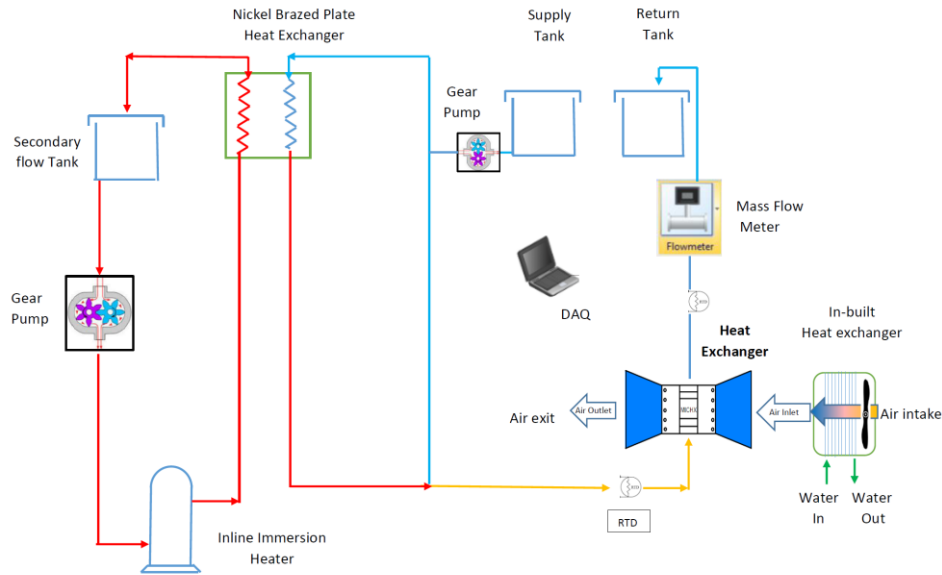 Nickel Brazed Plate
Heat Exchanger
Supply
Tank
Return
Tank
Gear
Pump
Secondary
flow Tank
Mass Flow
Meter
Flowmeter
Gear
Pump
DAQ
Heat
Exchanger
In-built
Heat exchanger
Air exit
Air Outlet
MICHX
Air Inlet
Air intake
RTD
Water
In
Water
Out
Inline Immersion
Heater